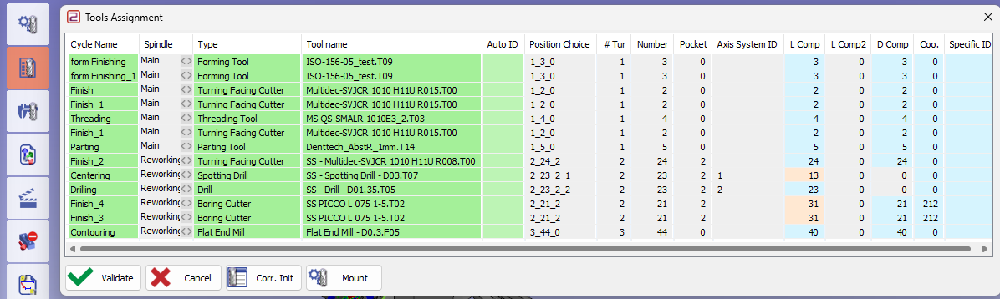 Tools Assignment
Cycle Name Spindle Type Tool name Auto ID Position Choice # Tur Number Pocket Axis System ID L Comp L Comp2 D Comp Coo. Specific ID
form Finishing Main <> Forming Tool ISO-156-05_test.T09 1_3_0 1 3 0 3 0 3 0
form Finishing_1 Main <> Forming Tool ISO-156-05_test.T09 1_3_0 1 3 0 3 0 3 0
Finish Main <> Turning Facing Cutter Multidec-SVJCR 1010 H11U R015.T00 1_2_0 1 2 0 2 0 2 0
Finish_1 Main <> Turning Facing Cutter Multidec-SVJCR 1010 H11U R015.T00 1_2_0 1 2 0 2 0 2 0
Threading Main <> Threading Tool MS QS-SMALR 1010E3_2.T03 1_4_0 1 4 0 4 0 4 0
Finish_1 Main <> Turning Facing Cutter Multidec-SVJCR 1010 H11U R015.T00 1_2_0 1 2 0 2 0 2 0
Parting Main <> Parting Tool Denttech_AbstR_1mm.T14 1_5_0 1 5 0 5 0 5 0
Finish_2 Reworking <> Turning Facing Cutter SS - Multidec-SVJCR 1010 H11U R008.T00 2_24_2 2 24 2 24 0 24 0
Centering Reworking <> Spotting Drill SS - Spotting Drill - D03.T07 2_23_2_1 2 23 2 1 13 0 0 0
Drilling Reworking <> Drill SS - Drill - D01.35.T05 2_23_2_2 2 23 2 2 23 0 0 0
Finish_4 Reworking <> Boring Cutter SS PICCO L 075 1-5.T02 2_21_2 2 21 2 31 0 21 212
Finish_3 Reworking <> Boring Cutter SS PICCO L 075 1-5.T02 2_21_2 2 21 2 31 0 21 212
Contouring Reworking <> Flat End Mill Flat End Mill - D0.3.F05 3_44_0 3 44 0 40 0 40 0
Validate Cancel Corr. Init Mount